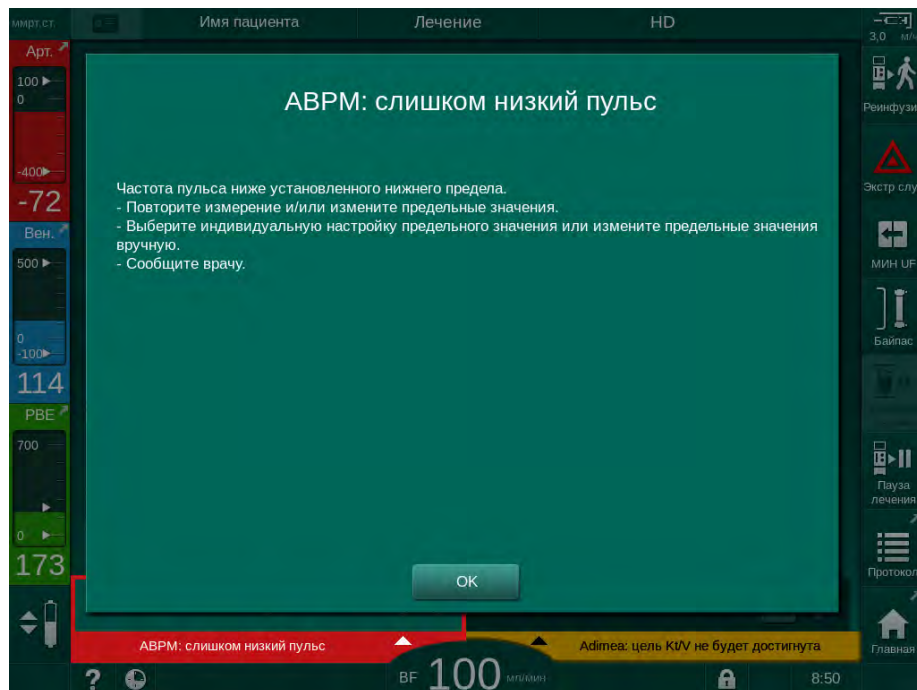 ммрт.ст.
Имя пациента
Лечение
HD
3,0 м/ч
Арт.
100
0
-400
-72
Вен.
500
0
-100
114
PBE
700
0
173
АВРМ: слишком низкий пульс
Частота пульса ниже установленного нижнего предела.
- Повторите измерение и/или измените предельные значения.
- Выберите индивидуальную настройку предельного значения или измените предельные значения
вручную.
- Сообщите врачу.
OK
АВРМ: слишком низкий пульс
Adimea: цель Kt/V не будет достигнута
?
BF 100 мл/мин
8:50
Реинфузи
Экстр слу
МИН UF
Байпас
Пауза
лечения
Протокол
Главная